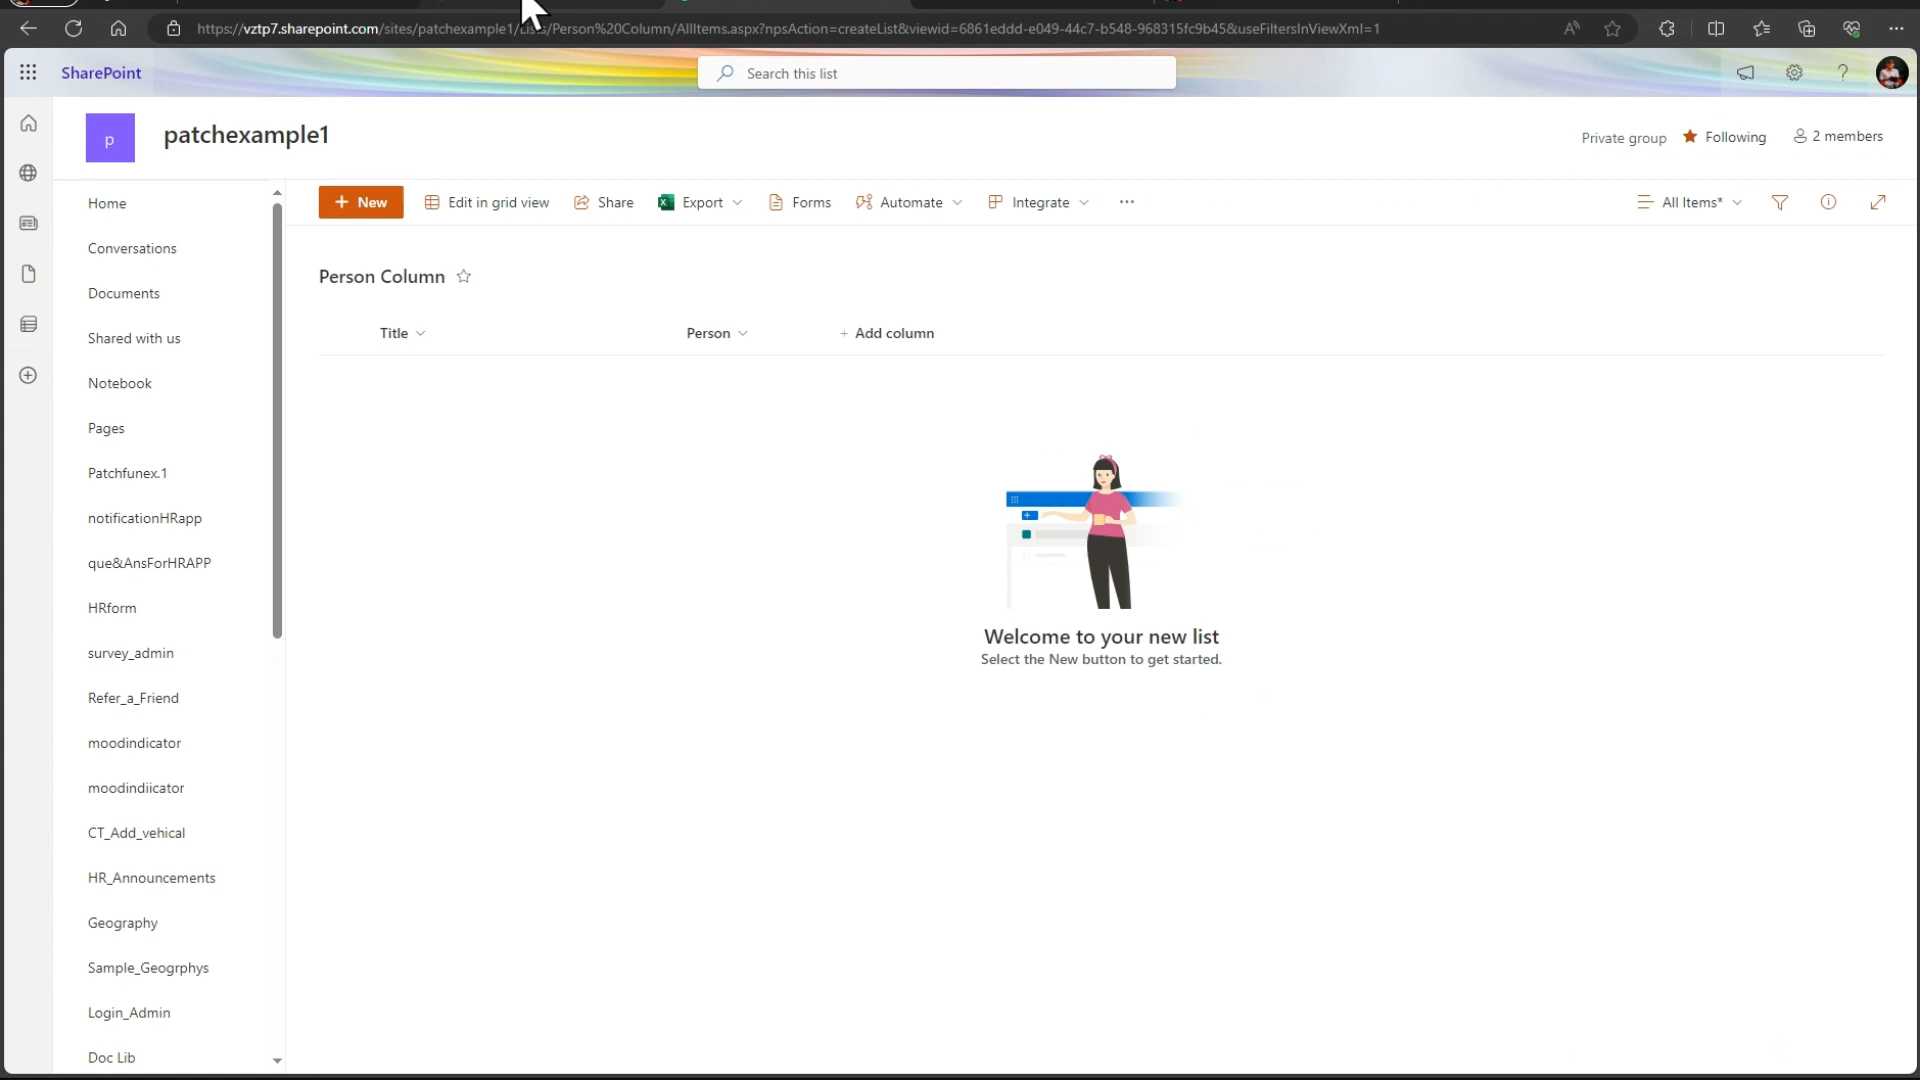 https://vztp7.sharepoint.com/sites/patchexample1/Lists/Person%20Column/AllItems.aspx?npsAction=createList&viewid=6861eddd-e049-44c7-b548-968315fc9b45&useFiltersInViewXml=1
SharePoint
Search this list
p
patchexample1
Private group
Following
2 members
Home
Conversations
Documents
Shared with us
Notebook
Pages
Patchfunex.1
notificationHRapp
que&AnsForHRAPP
HRform
survey_admin
Refer_a_Friend
moodindicator
moodindiicator
CT_Add_vehical
HR_Announcements
Geography
Sample_Geogrphys
Login_Admin
Doc Lib
+ New
Edit in grid view
Share
Export
Forms
Automate
Integrate
All Items*
Person Column
Title
Person
+ Add column
Welcome to your new list
Select the New button to get started.